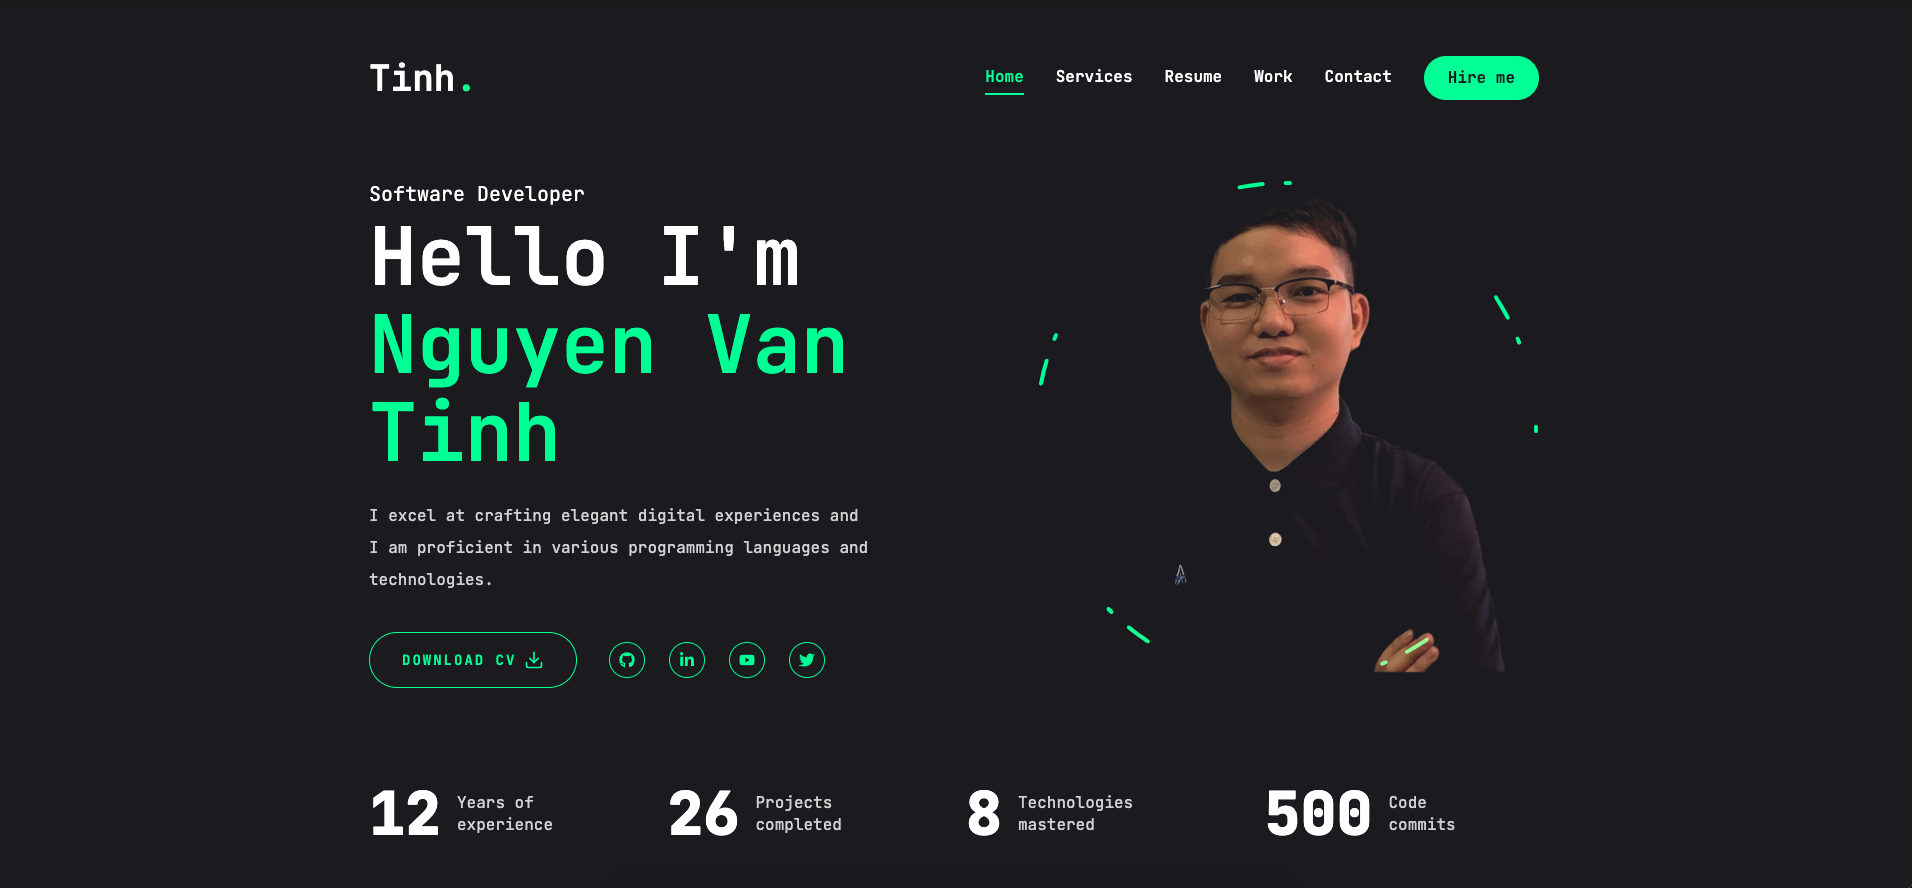 Tinh.
Home Services Resume Work Contact Hire me
Software Developer
Hello I'm
Nguyen Van
Tinh
I excel at crafting elegant digital experiences and
I am proficient in various programming languages and
technologies.
DOWNLOAD CV
in
12 Years of
experience
26 Projects
completed
8 Technologies
mastered
500 Code
commits